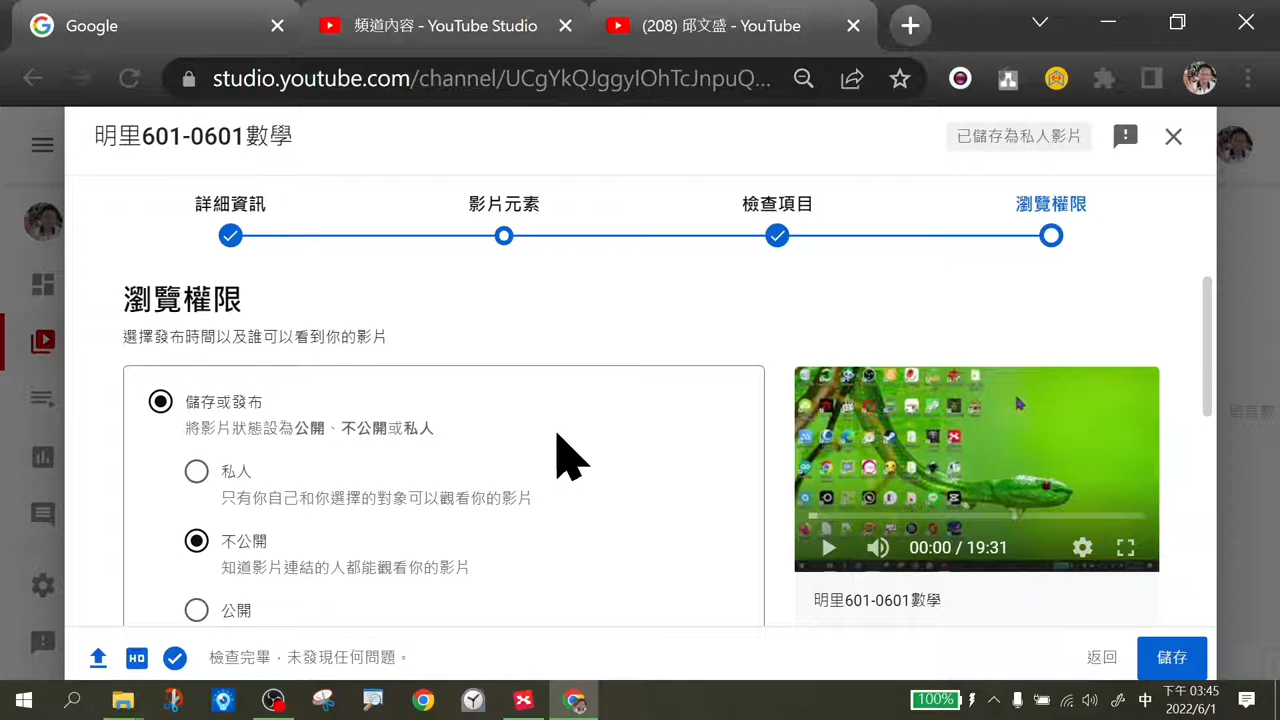 Google
頻道內容 - YouTube Studio
(208) 邱文盛 - YouTube
studio.youtube.com/channel/UCgYkQJggyIOhTcJnpuQ...
明里601-0601數學
已儲存為私人影片
詳細資訊
影片元素
檢查項目
瀏覽權限
瀏覽權限
選擇發布時間以及誰可以看到你的影片
儲存或發布
將影片狀態設為公開、不公開或私人
私人
只有你自己和你選擇的對象可以觀看你的影片
不公開
知道影片連結的人都能觀看你的影片
公開
00:00 / 19:31
明里601-0601數學
HD
檢查完畢，未發現任何問題。
返回
儲存
100%
中
下午 03:45
2022/6/1